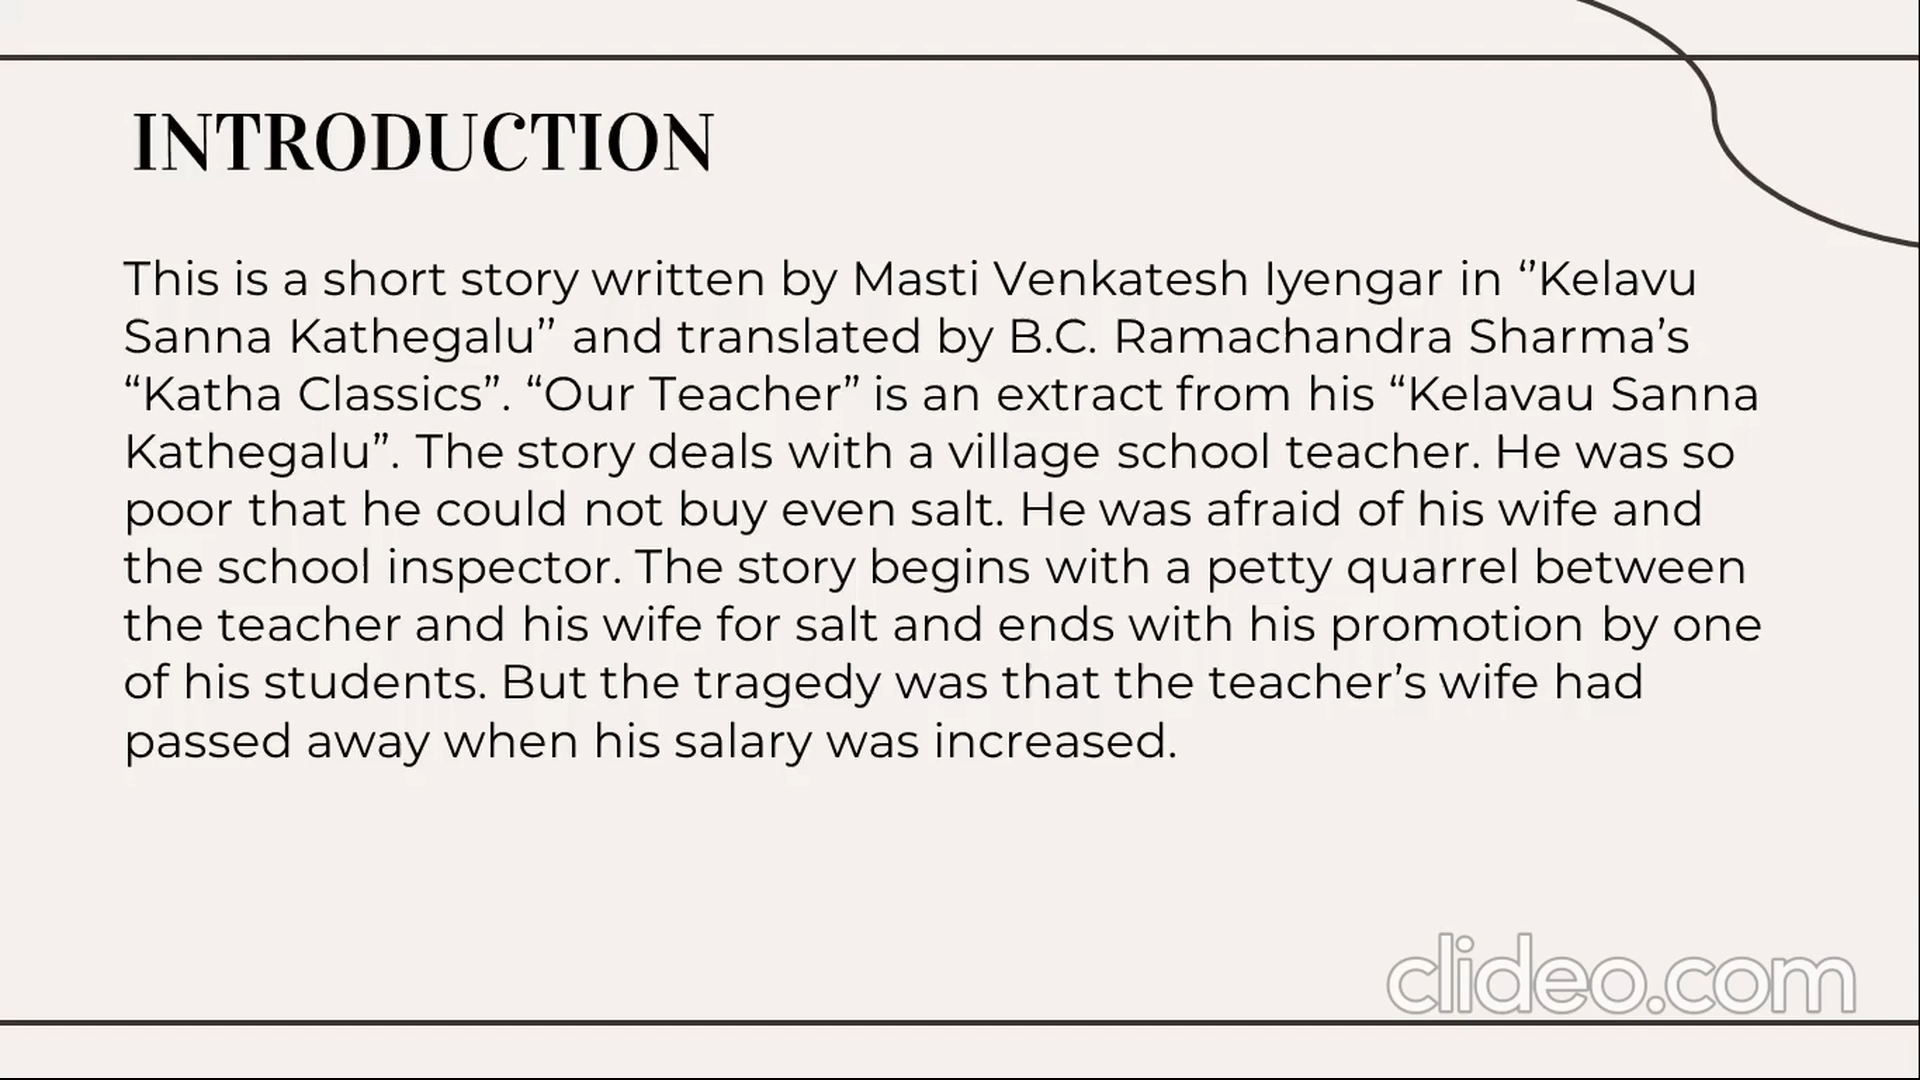 INTRODUCTION
This is a short story written by Masti Venkatesh Iyengar in ‘’Kelavu
Sanna Kathegalu’’ and translated by B.C. Ramachandra Sharma’s
“Katha Classics”. “Our Teacher” is an extract from his “Kelavau Sanna
Kathegalu”. The story deals with a village school teacher. He was so
poor that he could not buy even salt. He was afraid of his wife and
the school inspector. The story begins with a petty quarrel between
the teacher and his wife for salt and ends with his promotion by one
of his students. But the tragedy was that the teacher’s wife had
passed away when his salary was increased.
clideo.com